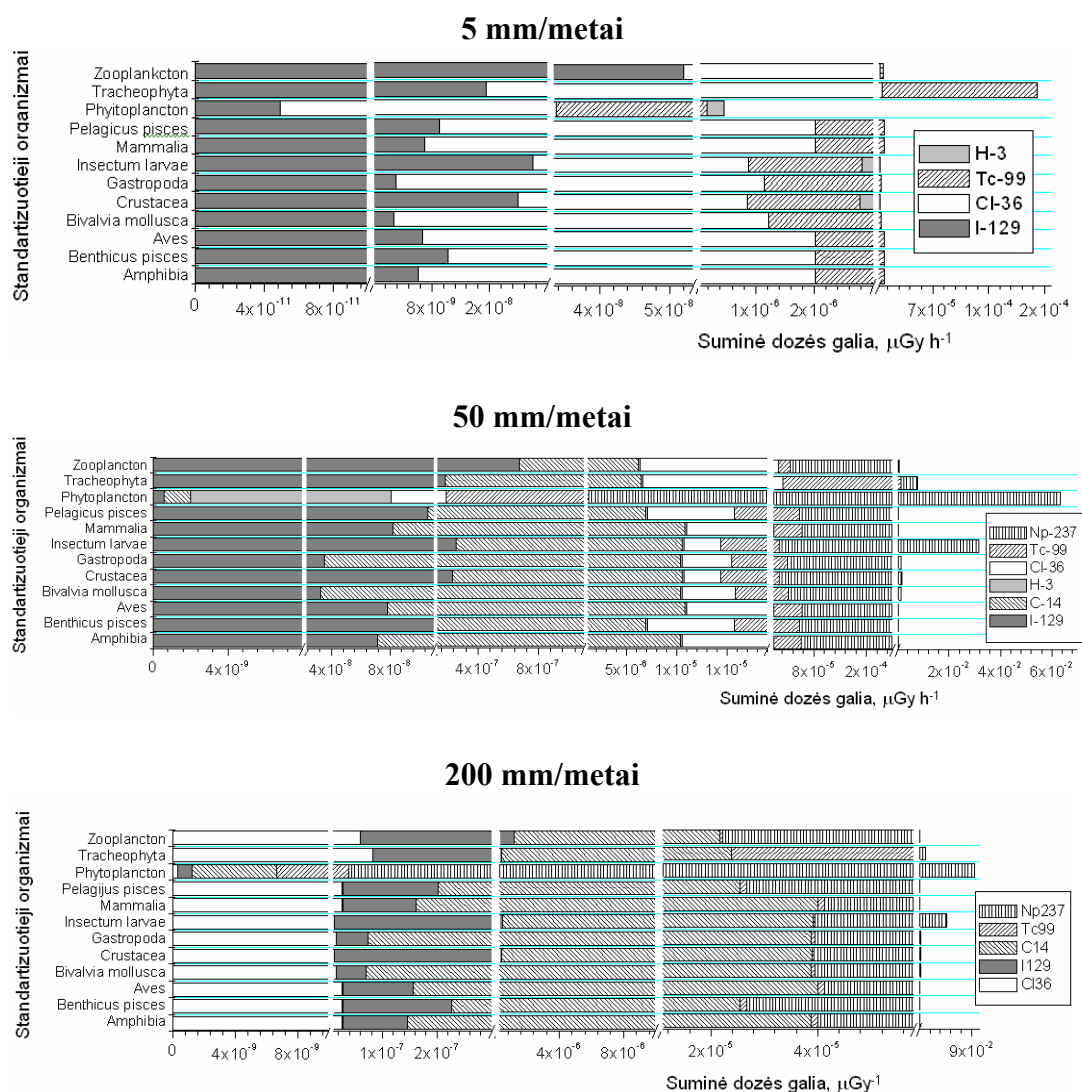 5 mm/metai
Standartizuotieji organizmai
Zooplankcton
Tracheophyta
Phyitoplancton
Pelagicus pisces
Mammalia
Insectum larvae
Gastropoda
Crustacea
Bivalvia mollusca
Aves
Benthicus pisces
Amphibia
H-3
Tc-99
Cl-36
I-129
0 4x10⁻¹¹ 8x10⁻¹¹ 8x10⁻⁹ 2x10⁻⁸ 4x10⁻⁸ 5x10⁻⁸ 1x10⁻⁶ 2x10⁻⁶ 7x10⁻⁵ 1x10⁻⁴ 2x10⁻⁴
Suminė dozės galia, μGy h⁻¹
50 mm/metai
Standartizuotieji organizmai
Zooplancton
Tracheophyta
Phytoplancton
Pelagicus pisces
Mammalia
Insectum larvae
Gastropoda
Crustacea
Bivalvia mollusca
Aves
Benthicus pisces
Amphibia
Np-237
Tc-99
Cl-36
H-3
C-14
I-129
0 4x10⁻⁹ 4x10⁻⁸ 8x10⁻⁸ 4x10⁻⁷ 8x10⁻⁷ 5x10⁻⁶ 1x10⁻⁵ 1x10⁻⁵ 8x10⁻⁵ 2x10⁻⁴ 2x10⁻² 4x10⁻² 6x10⁻²
Suminė dozės galia, μGy h⁻¹
200 mm/metai
Standartizuotieji organizmai
Zooplancton
Tracheophyta
Phytoplancton
Pelagijus pisces
Mammalia
Insectum larvae
Gastropoda
Crustacea
Bivalvia mollusca
Aves
Benthicus pisces
Amphibia
Np237
Tc99
C14
I129
Cl36
0 4x10⁻⁹ 8x10⁻⁹ 1x10⁻⁷ 2x10⁻⁷ 4x10⁻⁶ 8x10⁻⁶ 2x10⁻⁵ 4x10⁻⁵ 9x10⁻²
Suminė dozės galia, μGy⁻¹